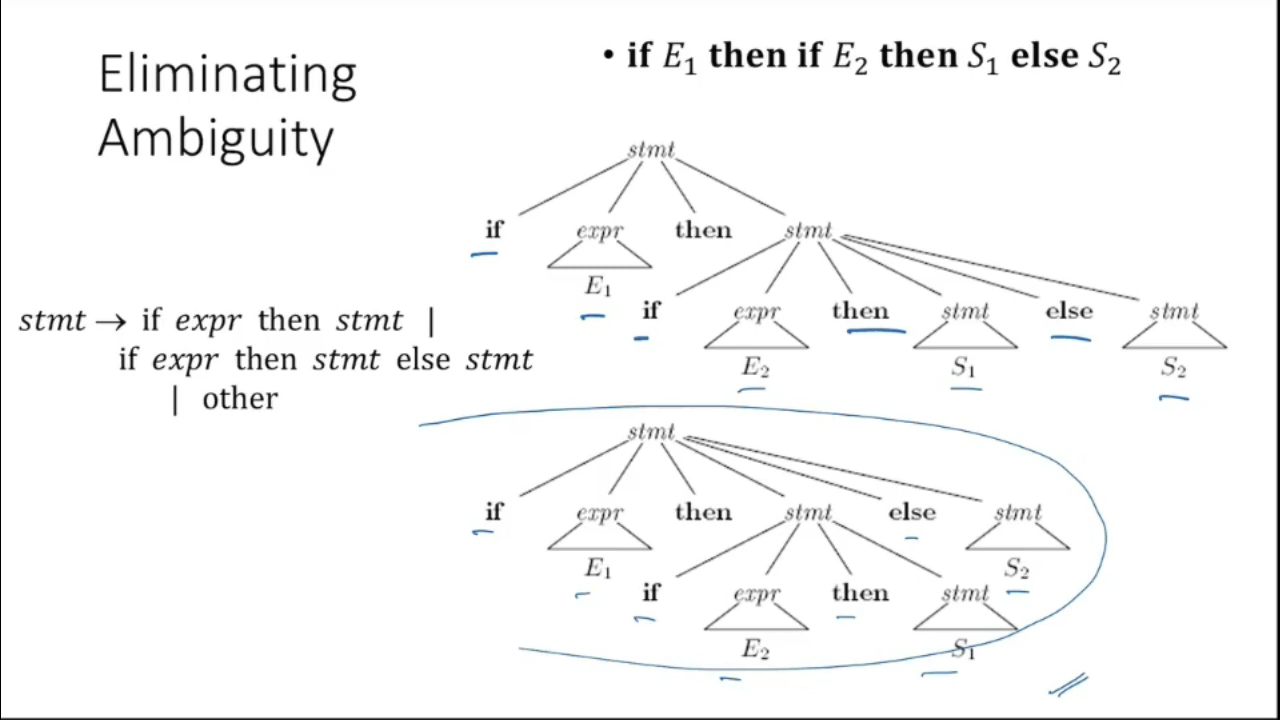 Eliminating
Ambiguity
• if E₁ then if E₂ then S₁ else S₂
stmt → if expr then stmt |
if expr then stmt else stmt
| other
stmt
if expr then stmt
E₁
if expr then stmt else stmt
E₂ S₁ S₂
stmt
if expr then stmt else stmt
E₁ S₂
if expr then stmt
E₂ S₁